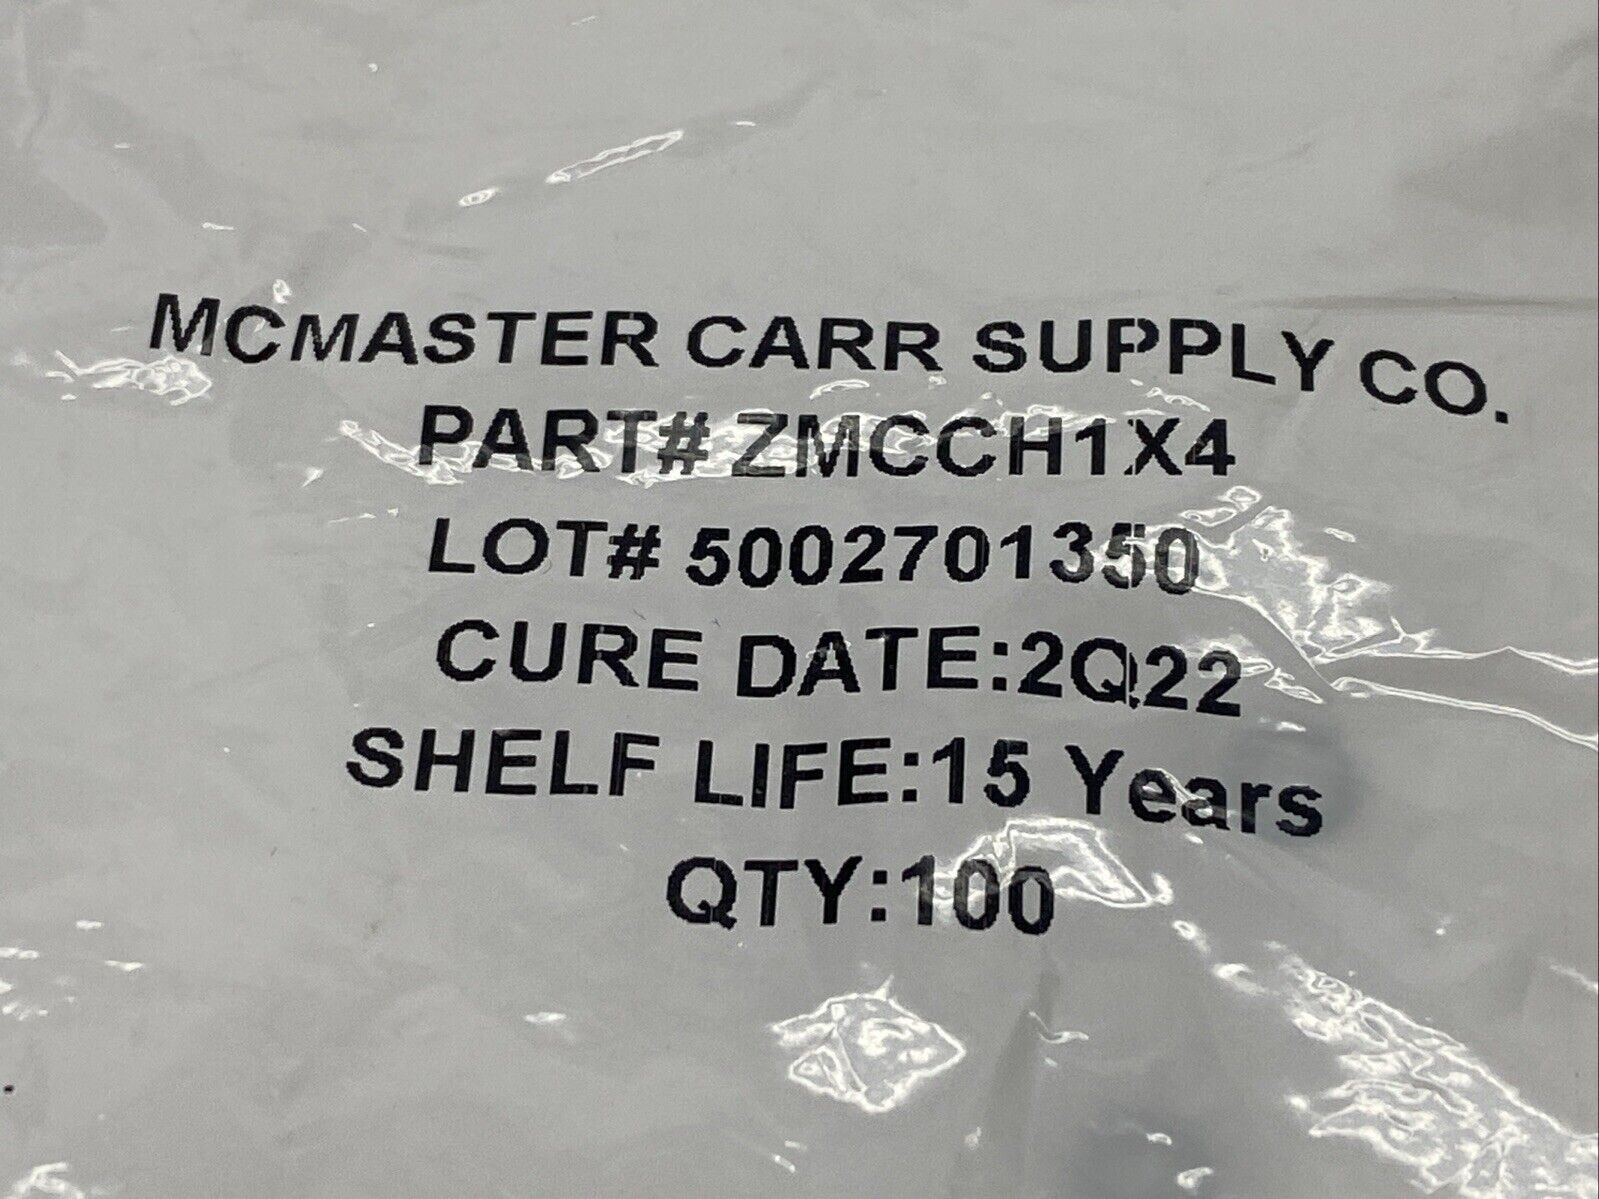 MCMASTER CARR SUPPLY CO.
PART# ZMCCH1X4
LOT# 5002701350
CURE DATE:2Q22
SHELF LIFE:15 Years
QTY:100